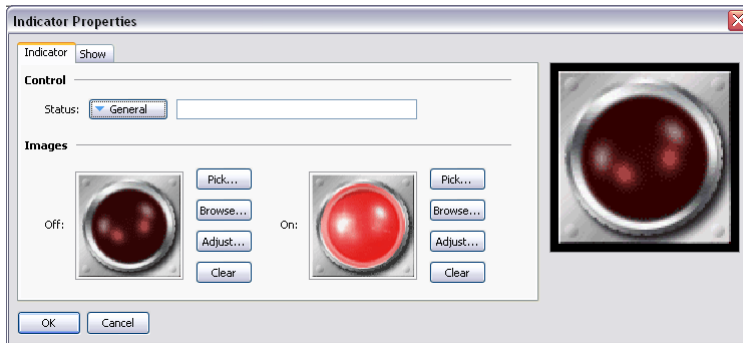 Indicator Properties
Indicator Show
Control
Status: General
Images
Off: Pick... Browse... Adjust... Clear
On: Pick... Browse... Adjust... Clear
OK Cancel